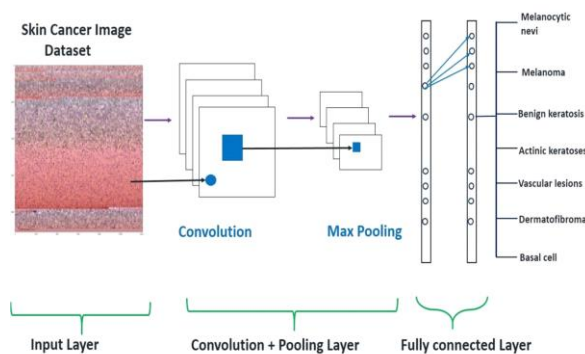 Skin Cancer Image
Dataset
Convolution
Max Pooling
Melanocytic
nevi
Melanoma
Benign keratosis
Actinic keratoses
Vascular lesions
Dermatofibroma
Basal cell
Input Layer
Convolution + Pooling Layer
Fully connected Layer